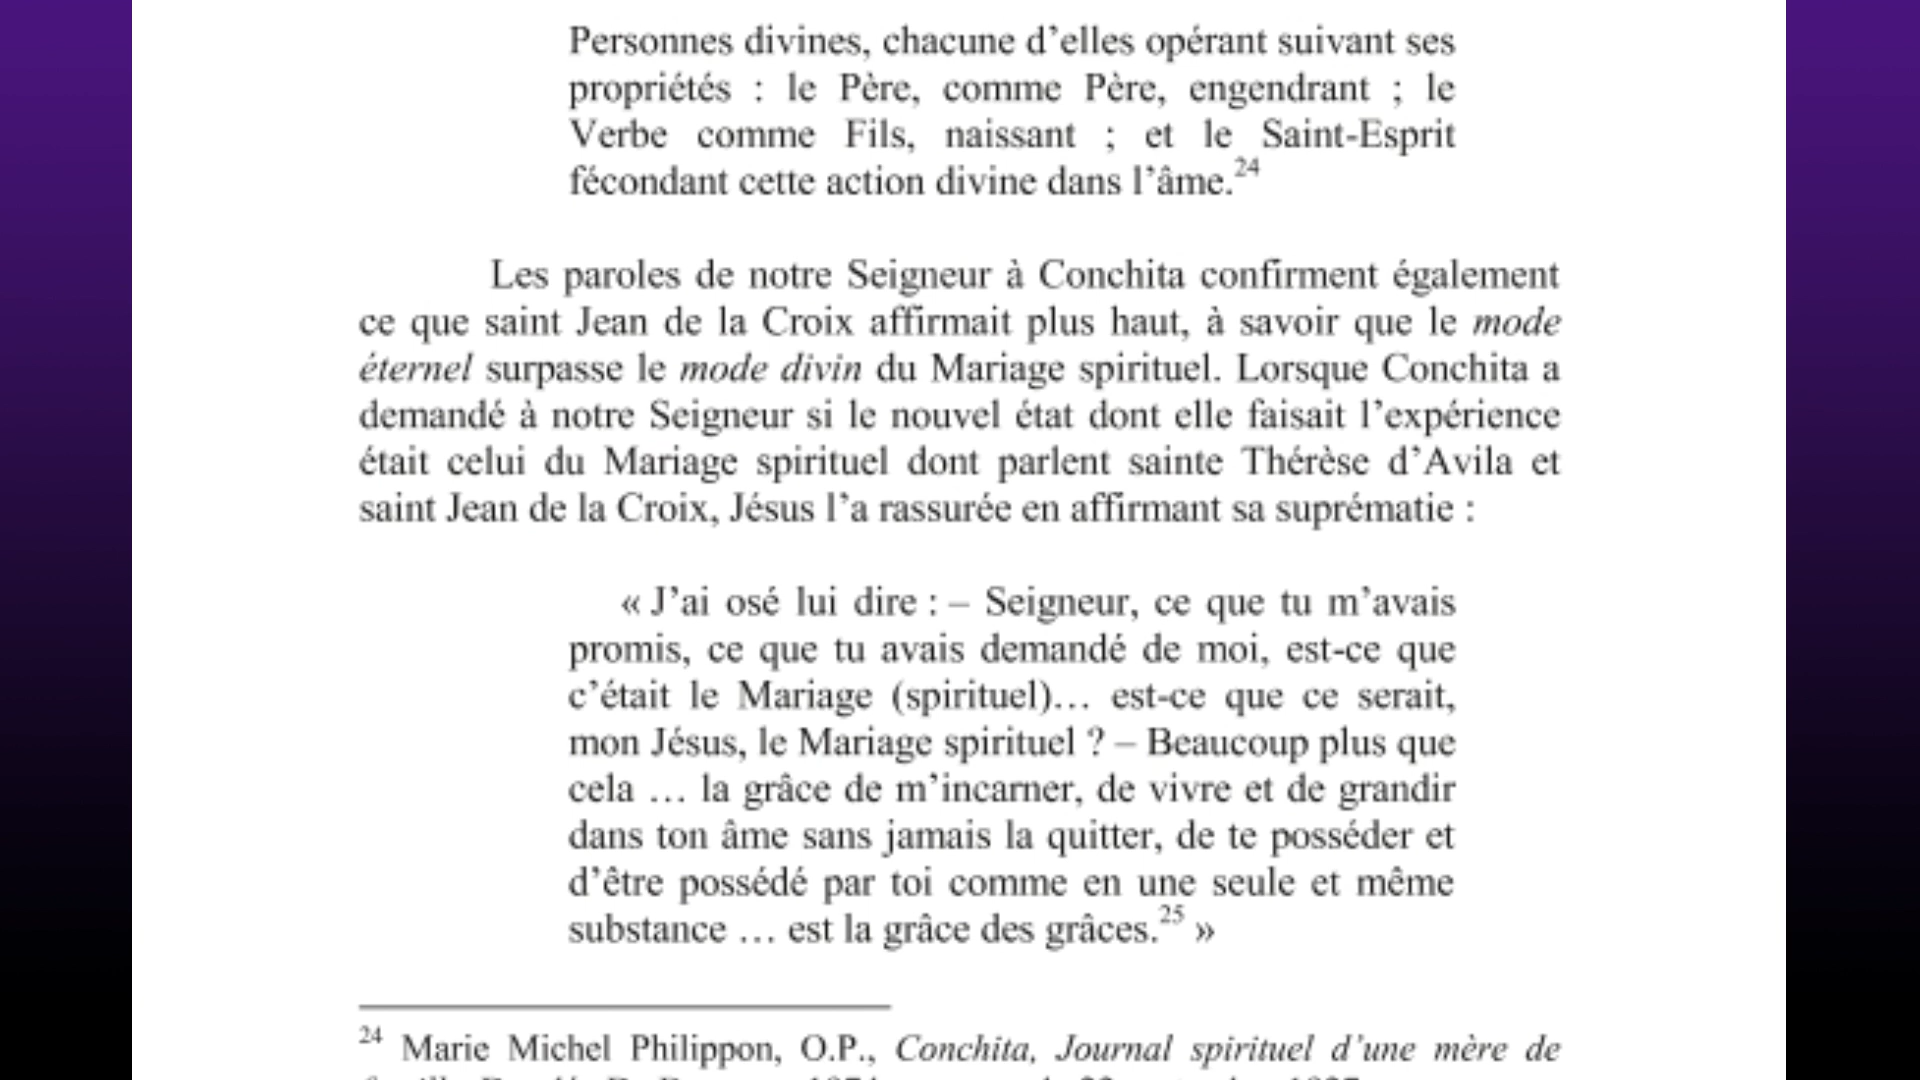 Personnes divines, chacune d’elles opérant suivant ses
propriétés : le Père, comme Père, engendrant ; le
Verbe comme Fils, naissant ; et le Saint-Esprit
fécondant cette action divine dans l’âme.24
Les paroles de notre Seigneur à Conchita confirment également
ce que saint Jean de la Croix affirmait plus haut, à savoir que le mode
éternel surpasse le mode divin du Mariage spirituel. Lorsque Conchita a
demandé à notre Seigneur si le nouvel état dont elle faisait l’expérience
était celui du Mariage spirituel dont parlent sainte Thérèse d’Avila et
saint Jean de la Croix, Jésus l’a rassurée en affirmant sa suprématie :
« J’ai osé lui dire : – Seigneur, ce que tu m’avais
promis, ce que tu avais demandé de moi, est-ce que
c’était le Mariage (spirituel)… est-ce que ce serait,
mon Jésus, le Mariage spirituel ? – Beaucoup plus que
cela … la grâce de m’incarner, de vivre et de grandir
dans ton âme sans jamais la quitter, de te posséder et
d’être possédé par toi comme en une seule et même
substance … est la grâce des grâces.25 »
24 Marie Michel Philippon, O.P., Conchita, Journal spirituel d’une mère de